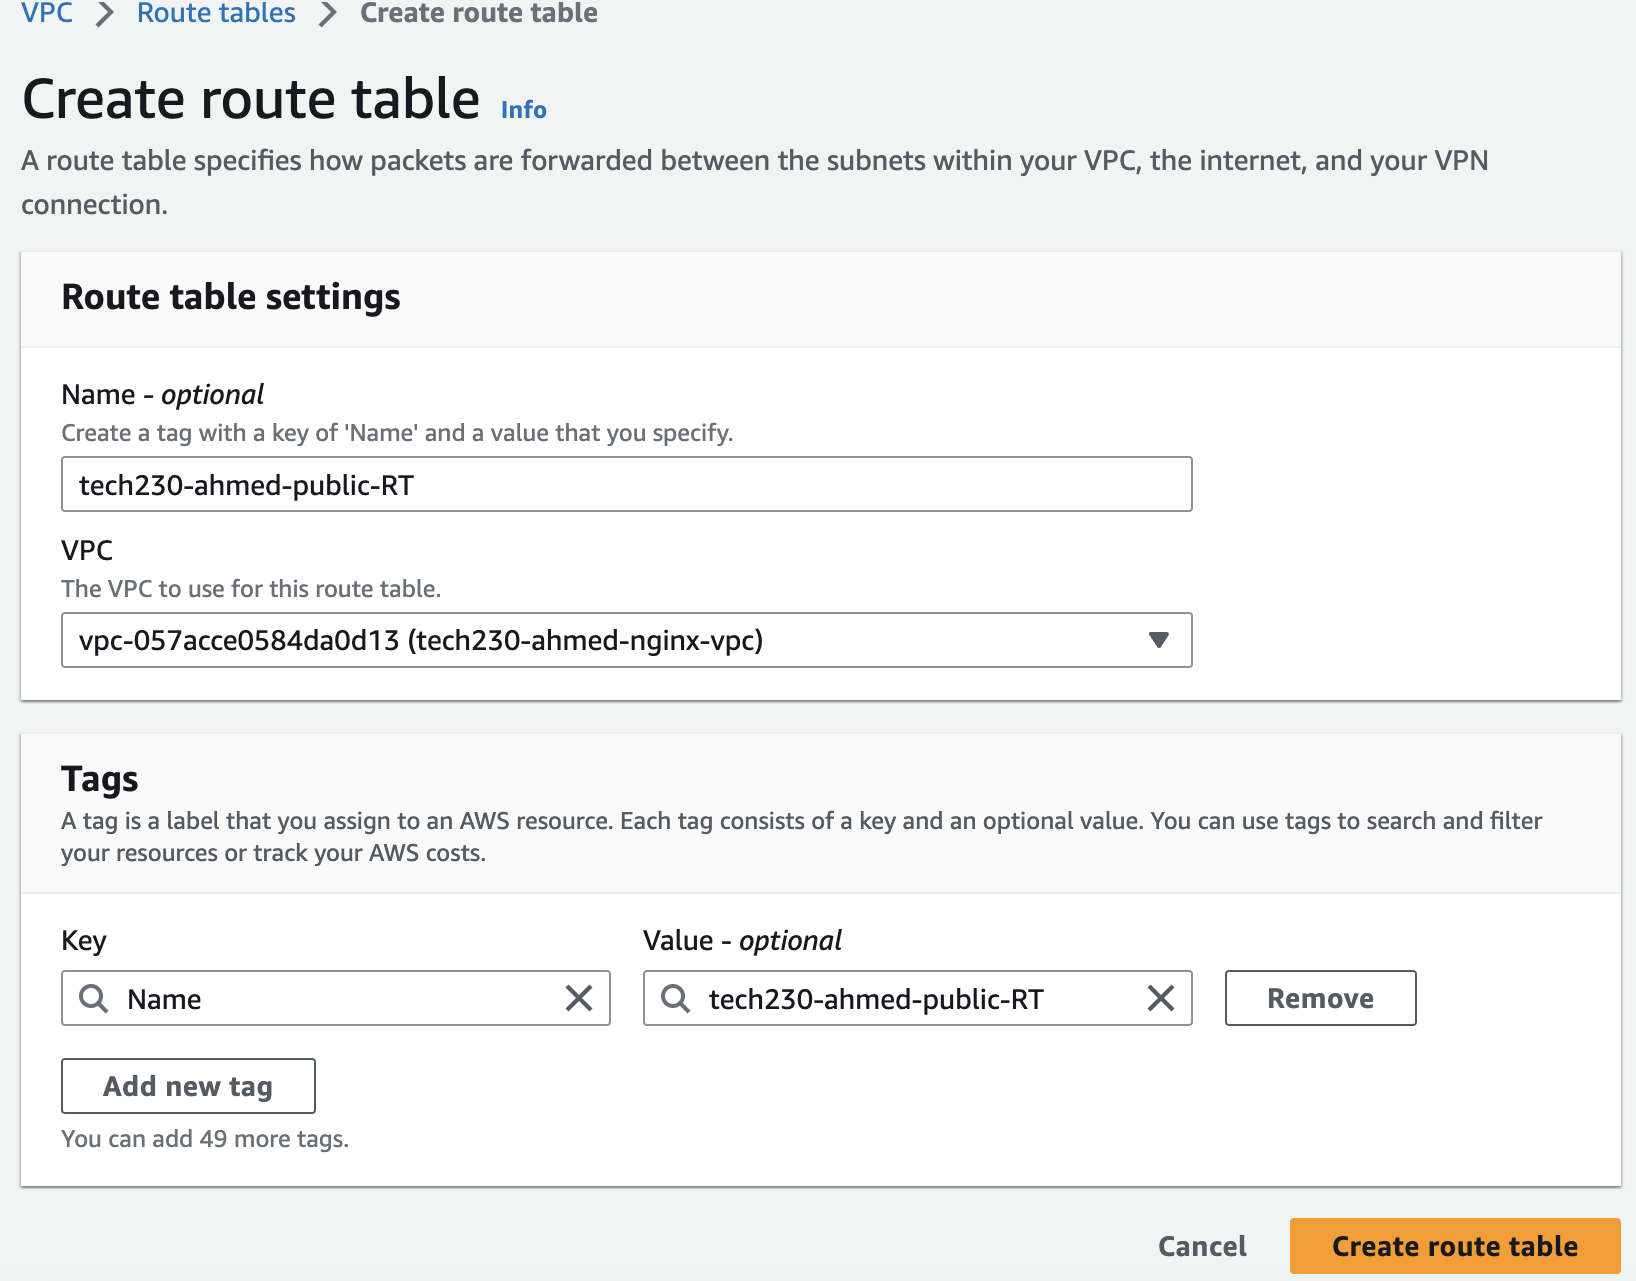 VPC > Route tables > Create route table
Create route table Info
A route table specifies how packets are forwarded between the subnets within your VPC, the internet, and your VPN
connection.
Route table settings
Name - optional
Create a tag with a key of 'Name' and a value that you specify.
tech230-ahmed-public-RT
VPC
The VPC to use for this route table.
vpc-057acce0584da0d13 (tech230-ahmed-nginx-vpc)
Tags
A tag is a label that you assign to an AWS resource. Each tag consists of a key and an optional value. You can use tags to search and filter
your resources or track your AWS costs.
Key Value - optional
Name tech230-ahmed-public-RT Remove
Add new tag
You can add 49 more tags.
Cancel Create route table